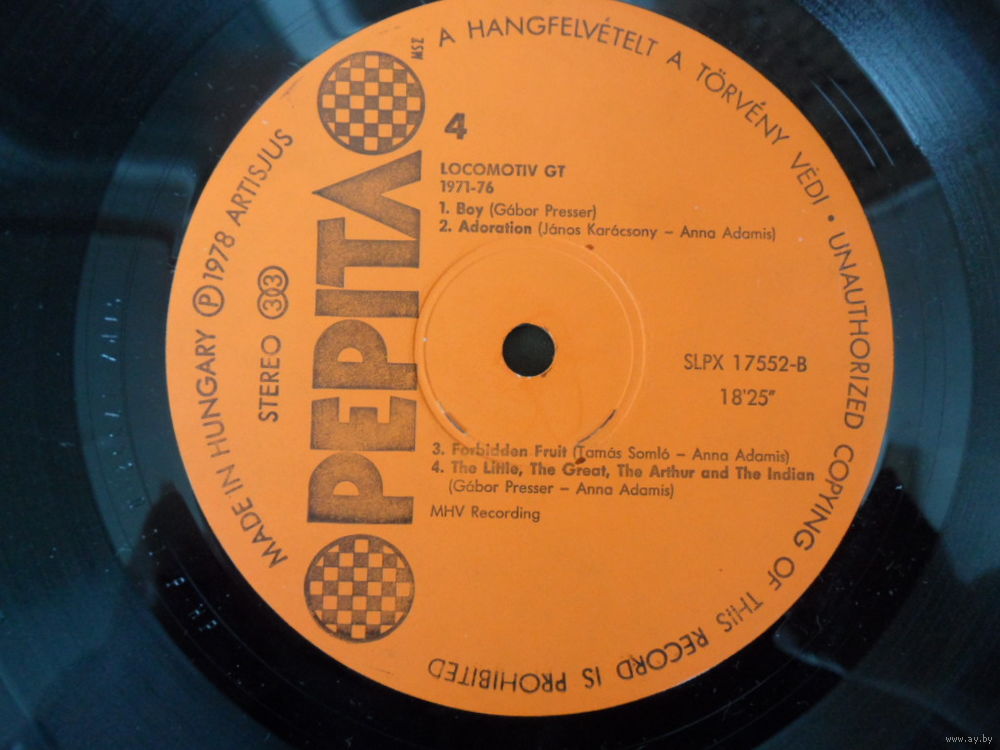 A HANGFELVÉTELT A TÖRVÉNY VÉDI • UNAUTHORIZED COPYING OF THIS RECORD IS PROHIBITED
MADE IN HUNGARY Ⓟ 1978 ARTISJUS
STEREO 33
PEPITA
MSZ
4
LOCOMOTIV GT
1971-76
1. Boy (Gábor Presser)
2. Adoration (János Karácsony – Anna Adamis)
SLPX 17552-B
18'25"
3. Forbidden Fruit (Tamás Somló – Anna Adamis)
4. The Little, The Great, The Arthur and The Indian
(Gábor Presser – Anna Adamis)
MHV Recording
www.ay.by